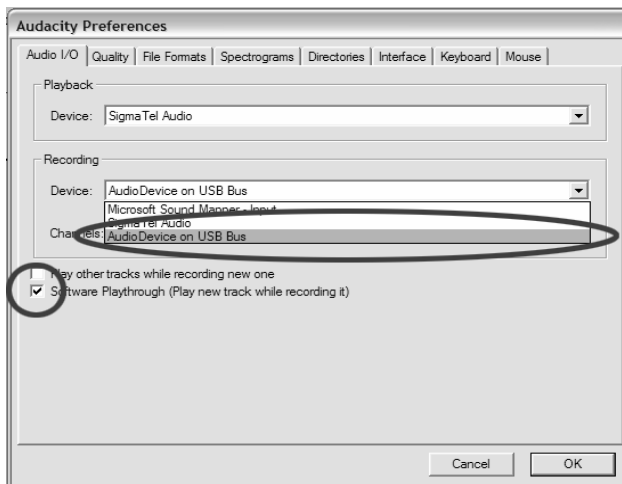 Audacity Preferences
Audio I/O Quality File Formats Spectrograms Directories Interface Keyboard Mouse
Playback
Device: SigmaTel Audio
Recording
Device: AudioDevice on USB Bus
Microsoft Sound Mapper - Input
SigmaTel Audio
Channels: AudioDevice on USB Bus
Play other tracks while recording new one
Software Playthrough (Play new track while recording it)
Cancel OK